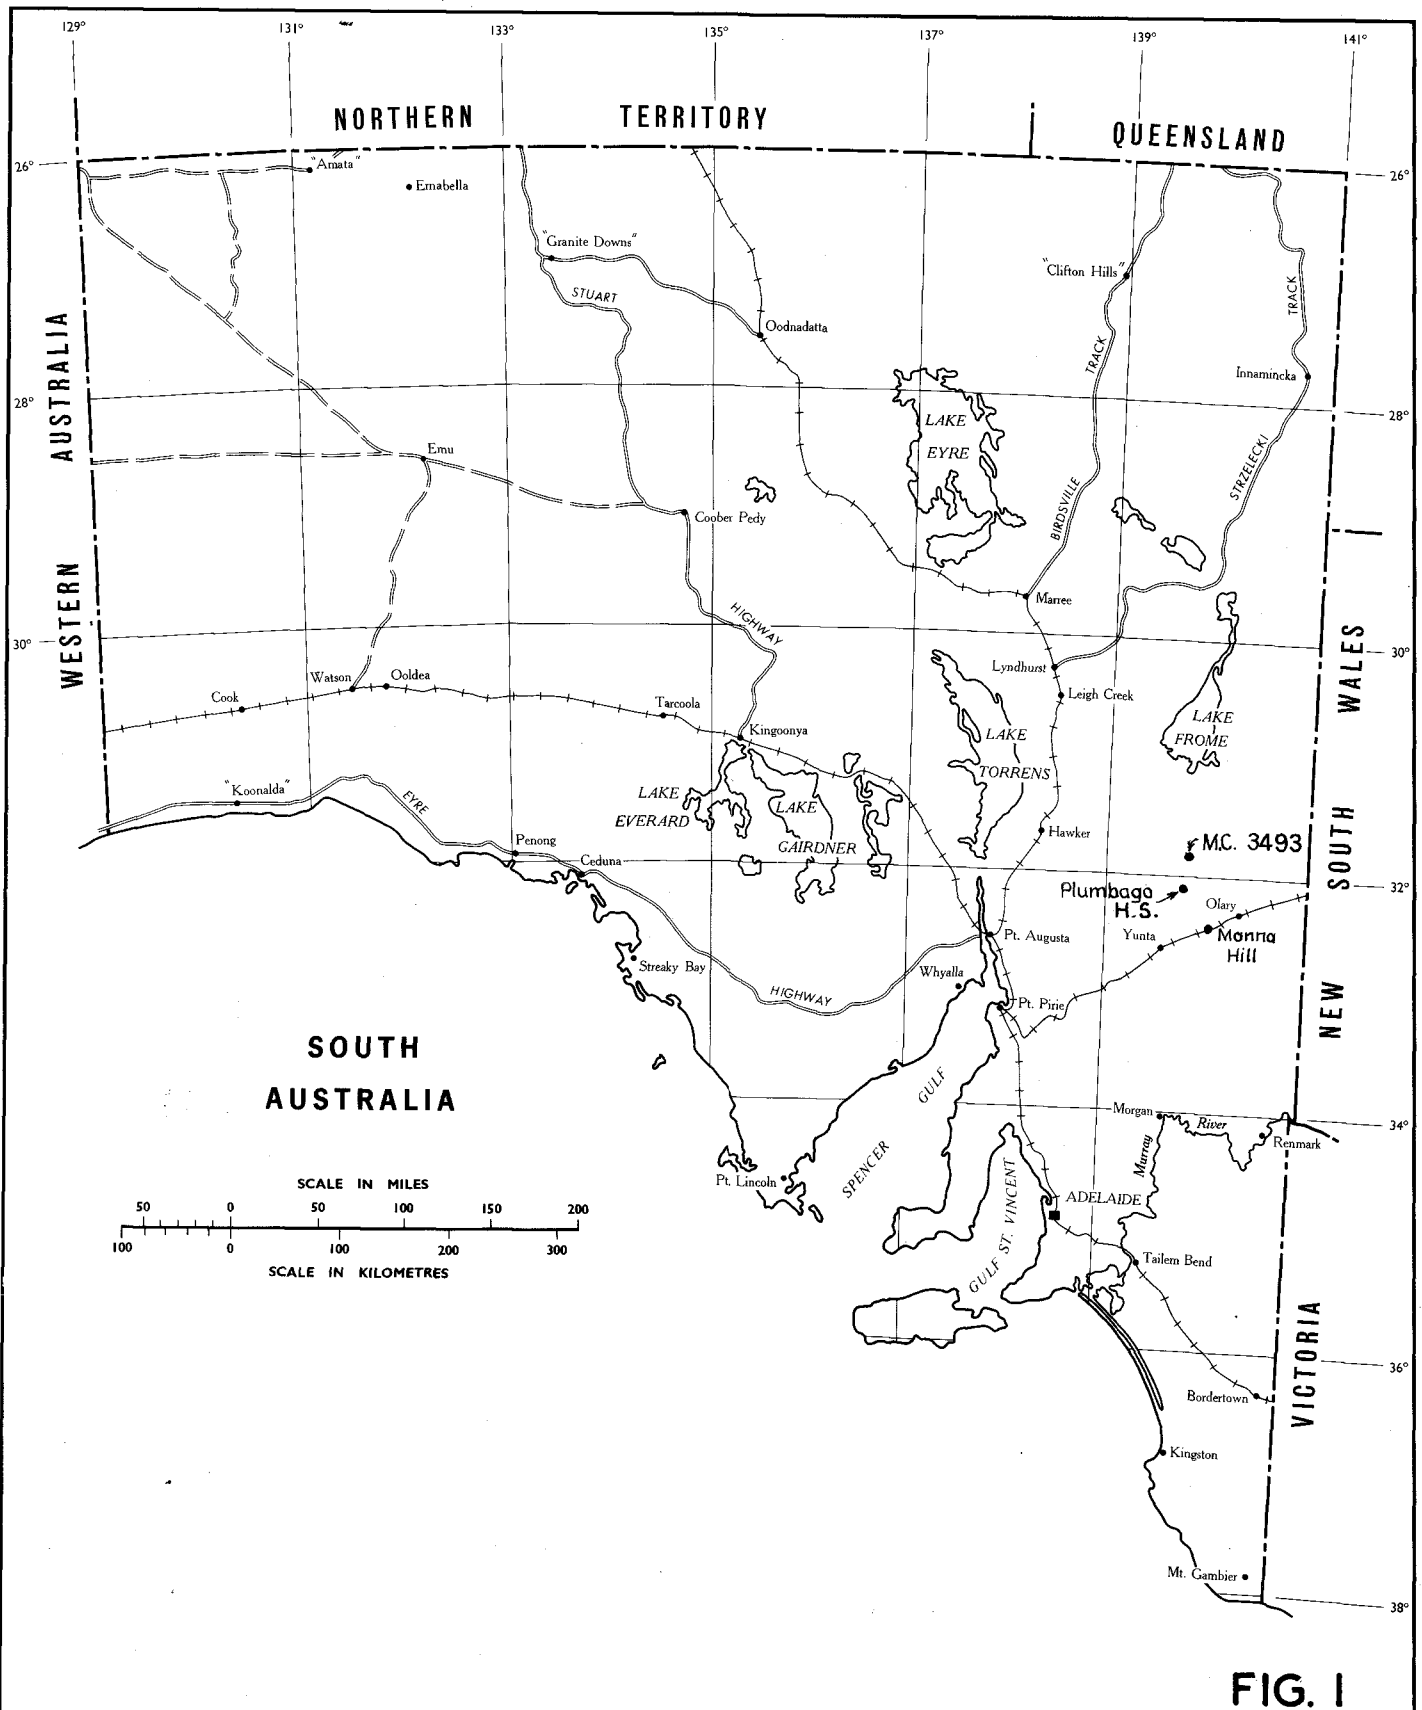 129° 131° 133° 135° 137° 139° 141°
NORTHERN TERRITORY
QUEENSLAND
26°
"Amata"
26°
Ernabella
"Granite Downs"
"Clifton Hills"
STUART
TRACK
Oodnadatta
TRACK
Innamincka
28°
LAKE
EYRE
28°
WESTERN AUSTRALIA
Emu
STRZELECKI
BIRDSVILLE
Coober Pedy
Marree
HIGHWAY
30°
30°
Lyndhurst
Watson
Ooldea
Leigh Creek
Cook
Tarcoola
LAKE
FROME
Kingoonya
LAKE
TORRENS
"Koonalda"
EYRE
LAKE
EVERARD
LAKE
GAIRDNER
Hawker
Penong
M.C. 3493
Ceduna
32°
Plumbago
H.S.
Olary
Pt. Augusta
Yunta
Manna
Hill
Streaky Bay
Whyalla
HIGHWAY
Pt. Pirie
NEW SOUTH WALES
SOUTH
AUSTRALIA
SPENCER GULF
Morgan
River
34°
Murray
Renmark
SCALE IN MILES
50 0 50 100 150 200
100 0 100 200 300
SCALE IN KILOMETRES
Pt. Lincoln
ADELAIDE
GULF ST. VINCENT
Tailem Bend
VICTORIA
36°
Bordertown
Kingston
Mt. Gambier
38°
FIG. 1